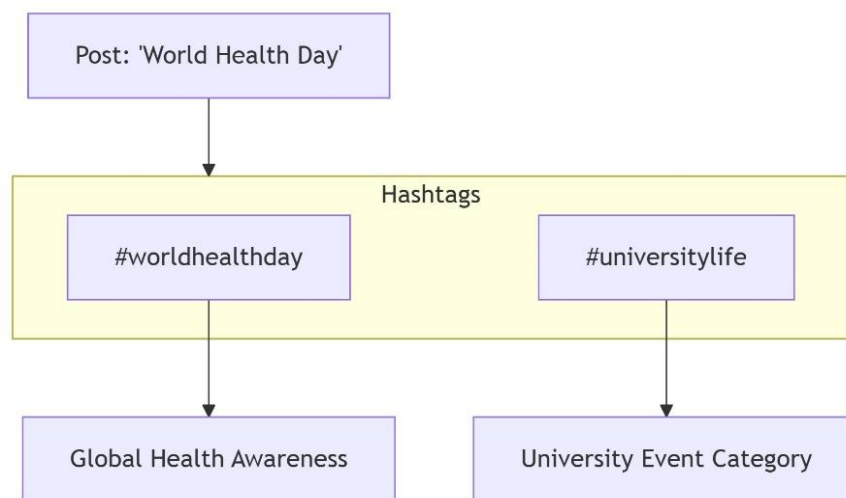 Post: 'World Health Day'
Hashtags
#worldhealthday
#universitylife
Global Health Awareness
University Event Category